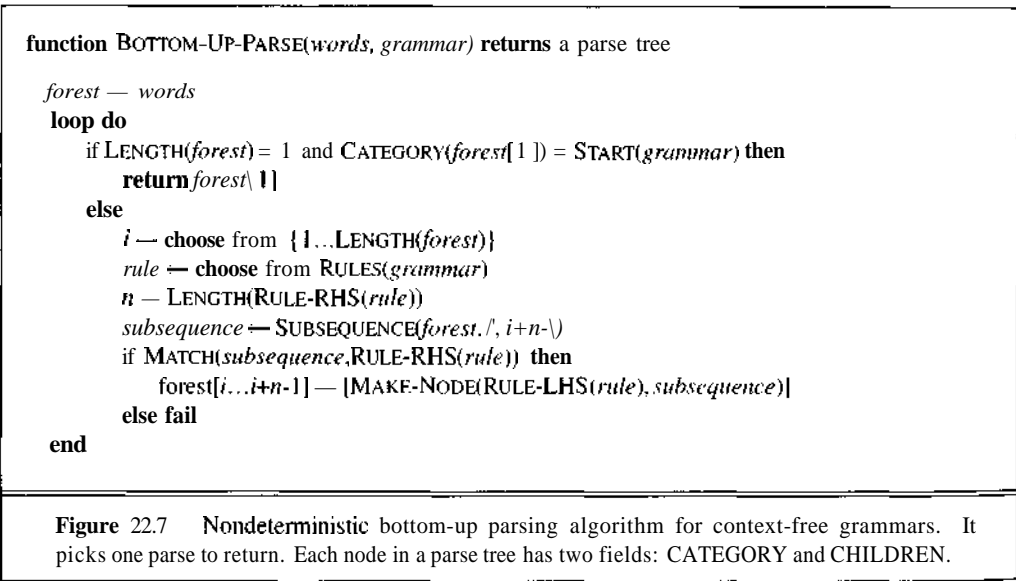 function BOTTOM-UP-PARSE(words, grammar) returns a parse tree
forest — words
loop do
if LENGTH(forest) = 1 and CATEGORY(forest[1 ]) = START(grammar) then
return forest\ 1]
else
i — choose from {1...LENGTH(forest)}
rule ← choose from RULES(grammar)
n — LENGTH(RULE-RHS(rule))
subsequence ← SUBSEQUENCE(forest. /', i+n-\)
if MATCH(subsequence,RULE-RHS(rule)) then
forest[i...i+n-1] — [MAKE-NODE(RULE-LHS(rule), subsequence)]
else fail
end
Figure 22.7 Nondeterministic bottom-up parsing algorithm for context-free grammars. It
picks one parse to return. Each node in a parse tree has two fields: CATEGORY and CHILDREN.